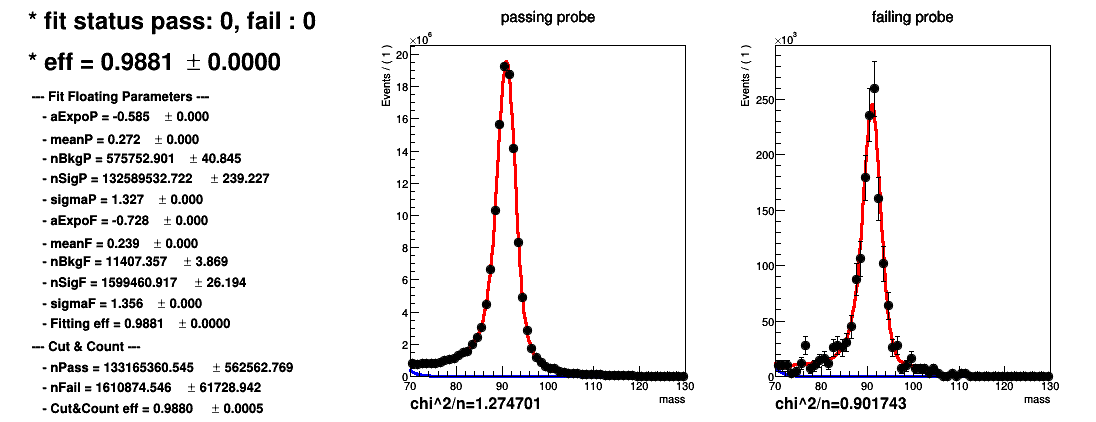 * fit status pass: 0, fail : 0
* eff = 0.9881 ± 0.0000
--- Fit Floating Parameters ---
- aExpoP = -0.585 ± 0.000
- meanP = 0.272 ± 0.000
- nBkgP = 575752.901 ± 40.845
- nSigP = 132589532.722 ± 239.227
- sigmaP = 1.327 ± 0.000
- aExpoF = -0.728 ± 0.000
- meanF = 0.239 ± 0.000
- nBkgF = 11407.357 ± 3.869
- nSigF = 1599460.917 ± 26.194
- sigmaF = 1.356 ± 0.000
- Fitting eff = 0.9881 ± 0.0000
--- Cut & Count ---
- nPass = 133165360.545 ± 562562.769
- nFail = 1610874.546 ± 61728.942
- Cut&Count eff = 0.9880 ± 0.0005
passing probe
×10⁶
Events / ( 1 )
20
18
16
14
12
10
8
6
4
2
0
70 80 90 100 110 120 130
mass
chi^2/n=1.274701
failing probe
×10³
Events / ( 1 )
250
200
150
100
50
0
70 80 90 100 110 120 130
mass
chi^2/n=0.901743